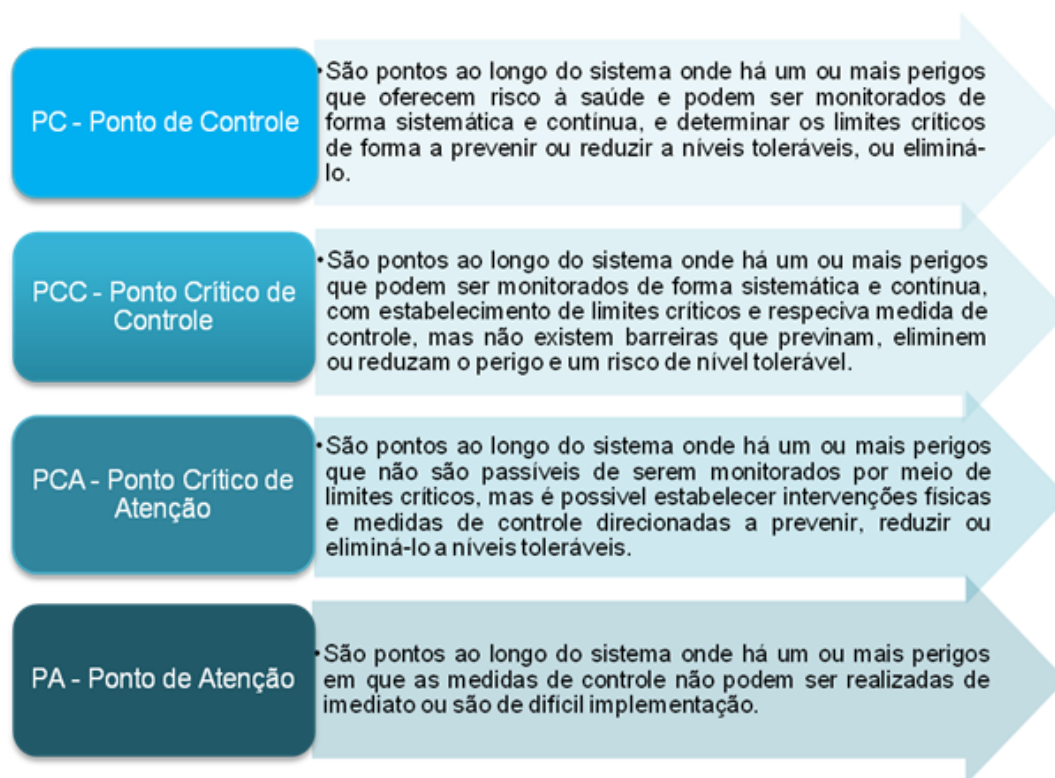 PC - Ponto de Controle
•São pontos ao longo do sistema onde há um ou mais perigos
que oferecem risco à saúde e podem ser monitorados de
forma sistemática e contínua, e determinar os limites críticos
de forma a prevenir ou reduzir a níveis toleráveis, ou eliminá-
lo.
PCC - Ponto Crítico de
Controle
•São pontos ao longo do sistema onde há um ou mais perigos
que podem ser monitorados de forma sistemática e contínua,
com estabelecimento de limites críticos e respeciva medida de
controle, mas não existem barreiras que previnam, eliminem
ou reduzam o perigo e um risco de nível tolerável.
PCA - Ponto Crítico de
Atenção
•São pontos ao longo do sistema onde há um ou mais perigos
que não são passíveis de serem monitorados por meio de
limites críticos, mas é possivel estabelecer intervenções físicas
e medidas de controle direcionadas a prevenir, reduzir ou
eliminá-lo a níveis toleráveis.
PA - Ponto de Atenção
•São pontos ao longo do sistema onde há um ou mais perigos
em que as medidas de controle não podem ser realizadas de
imediato ou são de difícil implementação.